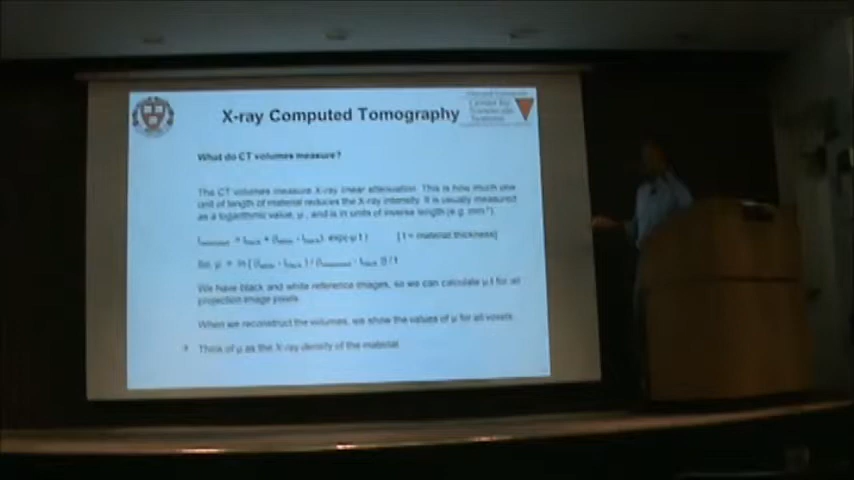 X-ray Computed Tomography
What do CT volumes measure?
The CT volumes measure X-ray linear attenuation. This is how much one
unit of length of material reduces the X-ray intensity. It is usually measured
as a logarithmic value, μ, and is in units of inverse length (e.g. mm⁻¹).
[ t = material thickness]
We have black and white reference images, so we can calculate μ.t for all
projection image pixels.
When we reconstruct the volumes, we show the values of μ for all voxels.
Think of μ as the X-ray density of the material.